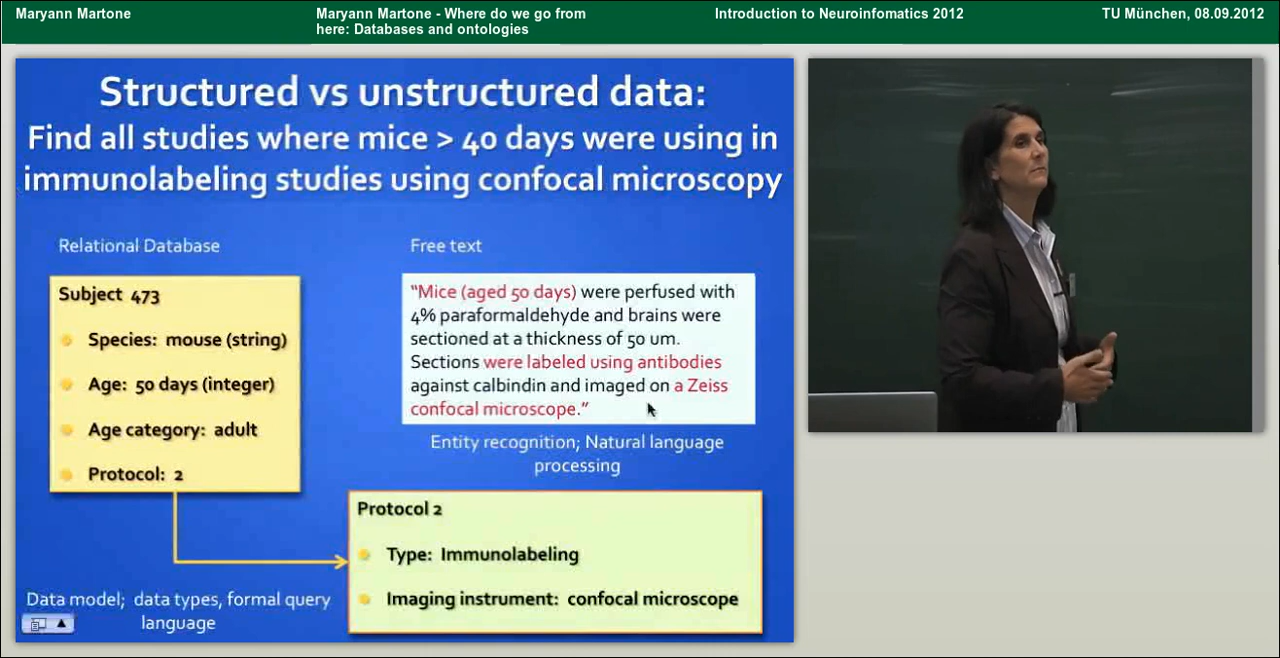 Maryann Martone
Maryann Martone - Where do we go from
here: Databases and ontologies
Introduction to Neuroinfomatics 2012
TU München, 08.09.2012
Structured vs unstructured data:
Find all studies where mice > 40 days were using in
immunolabeling studies using confocal microscopy
Relational Database
Subject 473
Species: mouse (string)
Age: 50 days (integer)
Age category: adult
Protocol: 2
Free text
“Mice (aged 50 days) were perfused with
4% paraformaldehyde and brains were
sectioned at a thickness of 50 um.
Sections were labeled using antibodies
against calbindin and imaged on a Zeiss
confocal microscope.”
Entity recognition; Natural language
processing
Protocol 2
Type: Immunolabeling
Imaging instrument: confocal microscope
Data model; data types, formal query
language